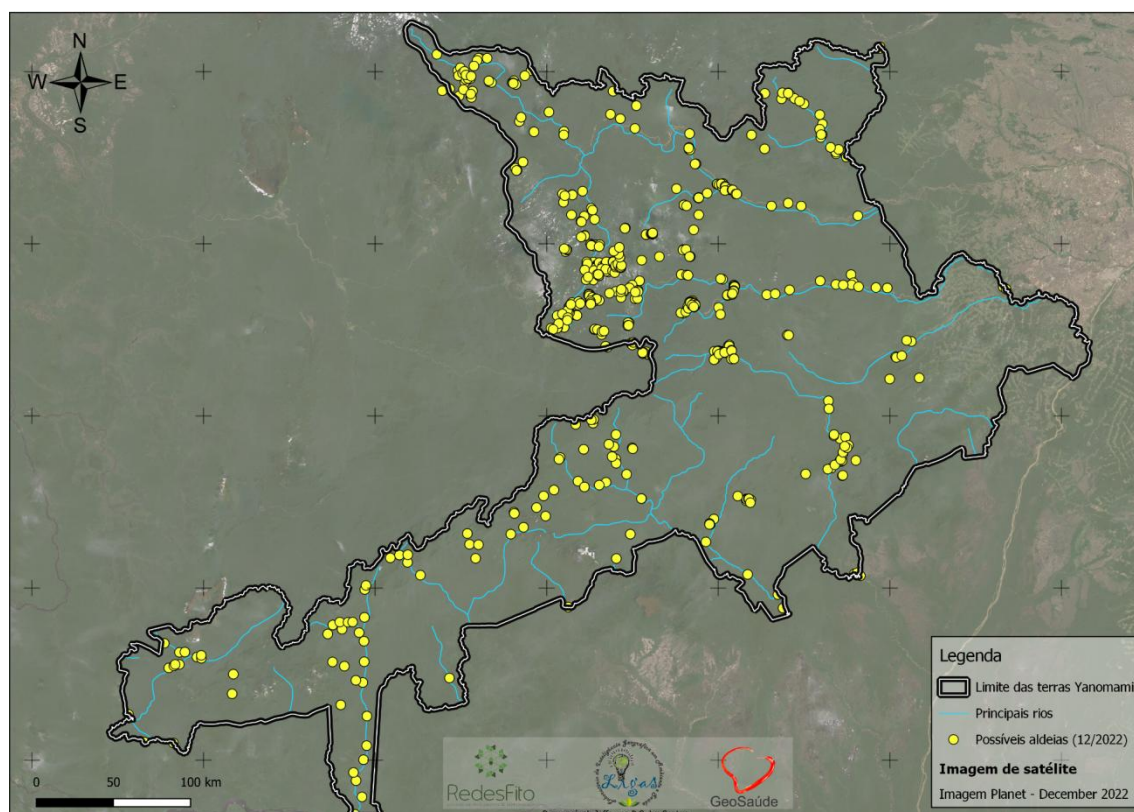 N
W E
S
Legenda
Limite das terras Yanomami
Principais rios
Possíveis aldeias (12/2022)
Imagem de satélite
Imagem Planet - December 2022
0 50 100 km
RedesFito
Ligas
GeoSaúde